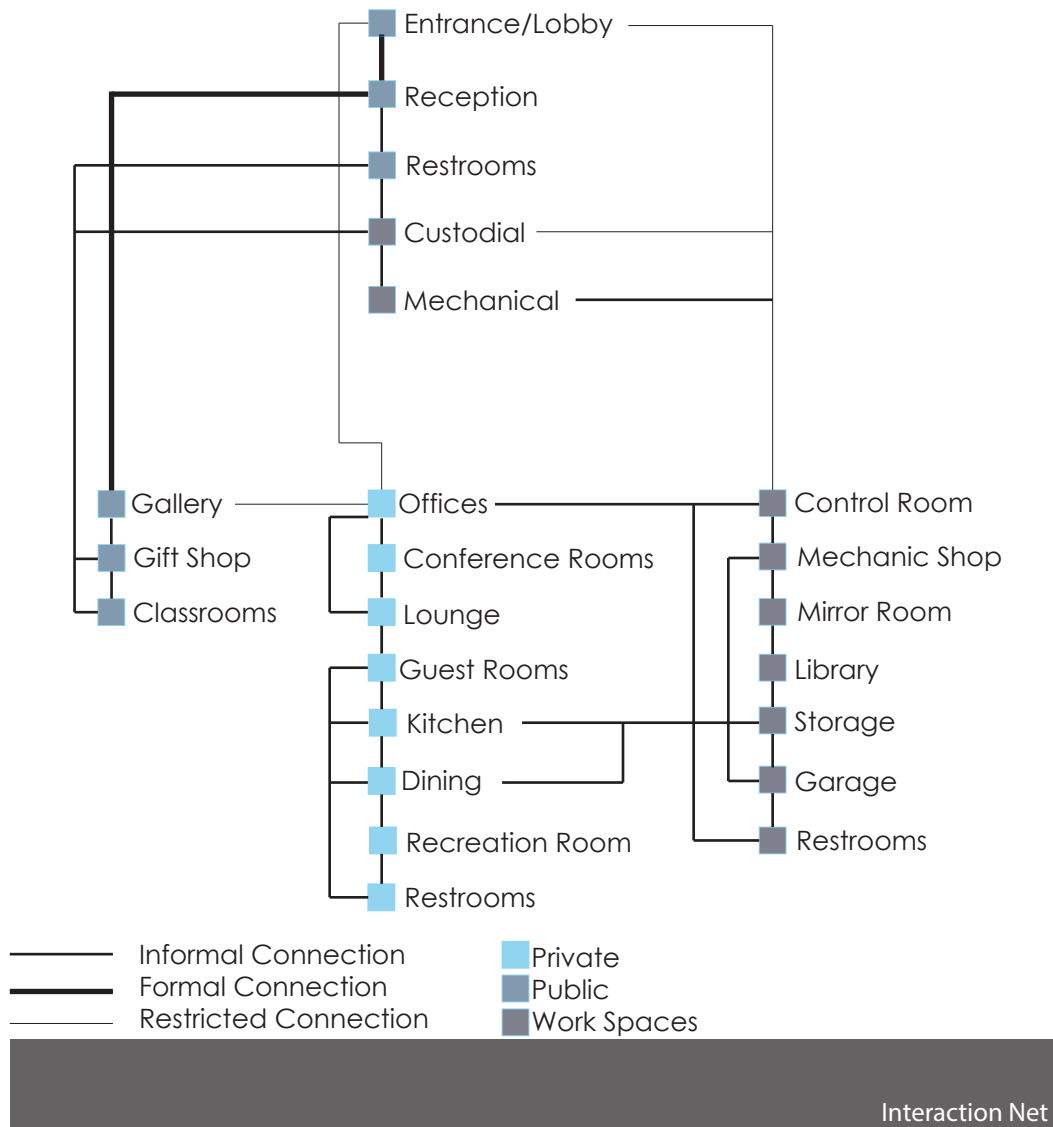 Entrance/Lobby
Reception
Restrooms
Custodial
Mechanical
Gallery
Gift Shop
Classrooms
Offices
Conference Rooms
Lounge
Guest Rooms
Kitchen
Dining
Recreation Room
Restrooms
Control Room
Mechanic Shop
Mirror Room
Library
Storage
Garage
Restrooms
Informal Connection
Formal Connection
Restricted Connection
Private
Public
Work Spaces
Interaction Net